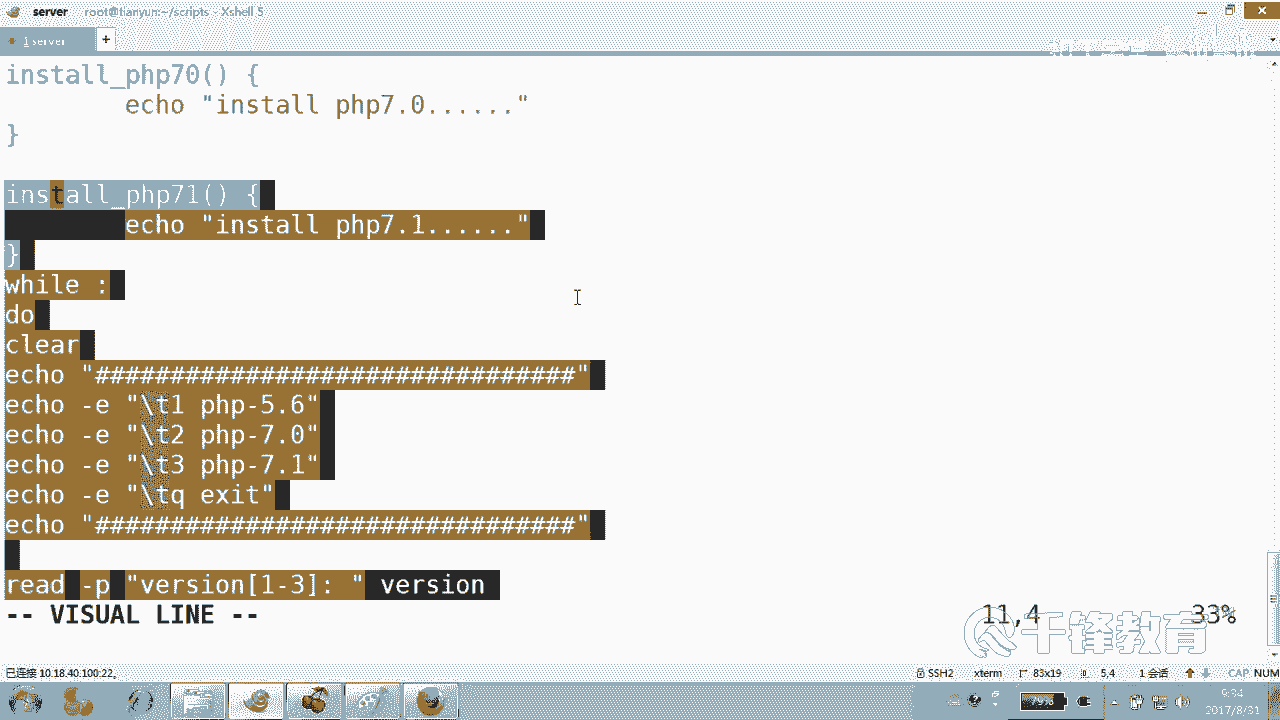 server root@tianyun:~/scripts - Xshell 5
1 server +
install_php70() {
echo "install php7.0......"
}
install_php71() {
echo "install php7.1......"
}
while :
do
clear
echo "################################"
echo -e "\t1 php-5.6"
echo -e "\t2 php-7.0"
echo -e "\t3 php-7.1"
echo -e "\tq exit"
echo "################################"
read -p "version[1-3]: " version
-- VISUAL LINE -- 11,4 33%
千锋教育
已连接 10.18.40.100:22。 SSH2 xterm 83x19 5,4 1 会话 CAP NUM
79% 9:34
2017/8/31